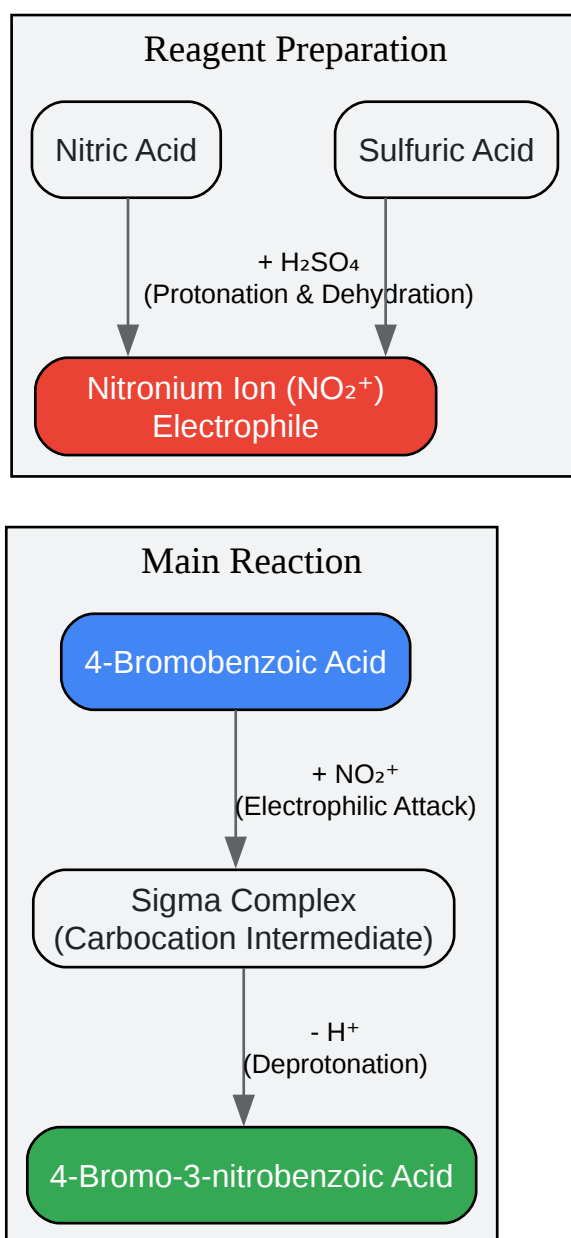 Reagent Preparation
Nitric Acid
Sulfuric Acid
+ H₂SO₄
(Protonation & Dehydration)
Nitronium Ion (NO₂⁺)
Electrophile
Main Reaction
4-Bromobenzoic Acid
+ NO₂⁺
(Electrophilic Attack)
Sigma Complex
(Carbocation Intermediate)
- H⁺
(Deprotonation)
4-Bromo-3-nitrobenzoic Acid